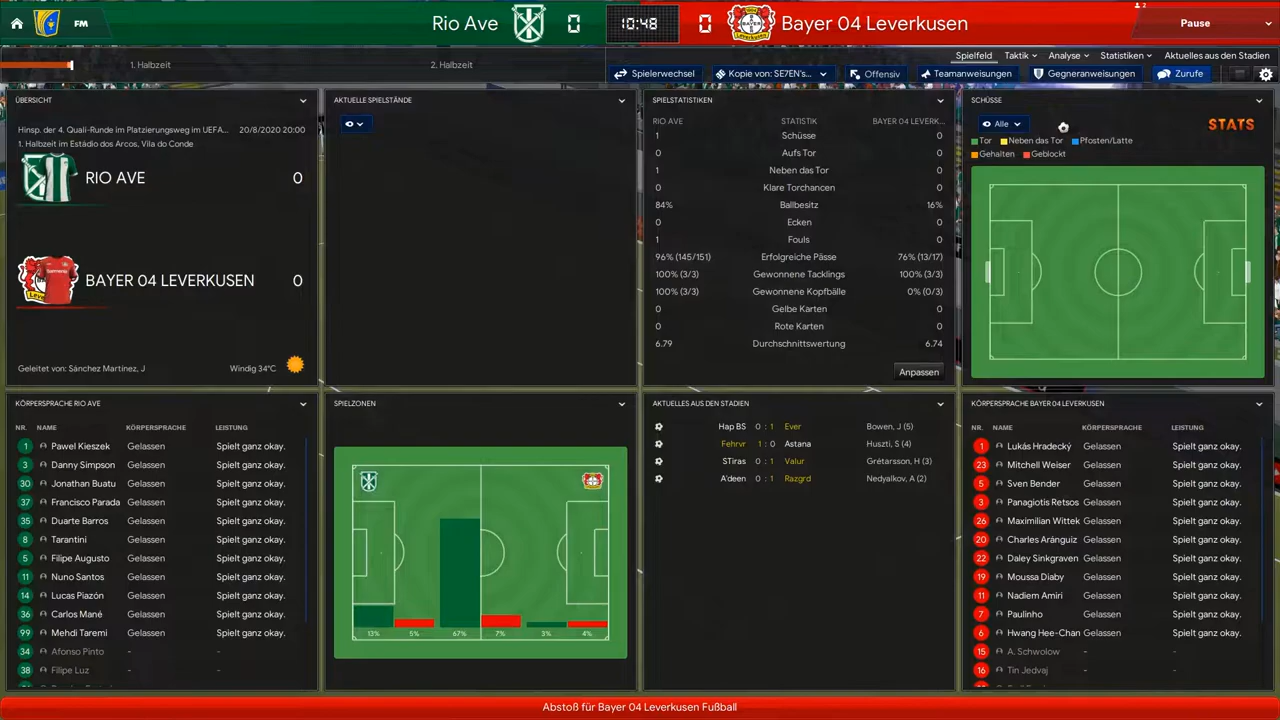 FM
Rio Ave 0 10:48 0 Bayer 04 Leverkusen
2
Pause
1. Halbzeit 2. Halbzeit
Spielfeld Taktik Analyse Statistiken Aktuelles aus den Stadien
Spielerwechsel Kopie von: SE7EN's... Offensiv Teamanweisungen Gegneranweisungen Zurufe
ÜBERSICHT
Hinsp. der 4. Quali-Runde im Platzierungsweg im UEFA... 20/8/2020 20:00
1. Halbzeit im Estádio dos Arcos, Vila do Conde
RIO AVE 0
BAYER 04 LEVERKUSEN 0
Geleitet von: Sánchez Martínez, J Windig 34°C
AKTUELLE SPIELSTÄNDE
SPIELSTATISTIKEN
RIO AVE STATISTIK BAYER 04 LEVERK...
1 Schüsse 0
0 Aufs Tor 0
1 Neben das Tor 0
0 Klare Torchancen 0
84% Ballbesitz 16%
0 Ecken 0
1 Fouls 0
96% (145/151) Erfolgreiche Pässe 76% (13/17)
100% (3/3) Gewonnene Tacklings 100% (3/3)
100% (3/3) Gewonnene Kopfbälle 0% (0/3)
0 Gelbe Karten 0
0 Rote Karten 0
6.79 Durchschnittswertung 6.74
Anpassen
SCHÜSSE
Alle
STATS
Tor Neben das Tor Pfosten/Latte
Gehalten Geblockt
KÖRPERSPRACHE RIO AVE
NR. NAME KÖRPERSPRACHE LEISTUNG
1 Pawel Kieszek Gelassen Spielt ganz okay.
3 Danny Simpson Gelassen Spielt ganz okay.
30 Jonathan Buatu Gelassen Spielt ganz okay.
37 Francisco Parada Gelassen Spielt ganz okay.
35 Duarte Barros Gelassen Spielt ganz okay.
8 Tarantini Gelassen Spielt ganz okay.
5 Filipe Augusto Gelassen Spielt ganz okay.
11 Nuno Santos Gelassen Spielt ganz okay.
14 Lucas Piazón Gelassen Spielt ganz okay.
36 Carlos Mané Gelassen Spielt ganz okay.
99 Mehdi Taremi Gelassen Spielt ganz okay.
34 Afonso Pinto - -
38 Filipe Luz - -
SPIELZONEN
13% 5% 67% 7% 3% 4%
AKTUELLES AUS DEN STADIEN
Hap BS 0 : 1 Ever Bowen, J (5)
Fehrvr 1 : 0 Astana Huszti, S (4)
STiras 0 : 1 Valur Grétarsson, H (3)
A'deen 0 : 1 Razgrd Nedyalkov, A (2)
KÖRPERSPRACHE BAYER 04 LEVERKUSEN
NR. NAME KÖRPERSPRACHE LEISTUNG
1 Lukás Hradecký Gelassen Spielt ganz okay.
23 Mitchell Weiser Gelassen Spielt ganz okay.
5 Sven Bender Gelassen Spielt ganz okay.
3 Panagiotis Retsos Gelassen Spielt ganz okay.
26 Maximilian Wittek Gelassen Spielt ganz okay.
20 Charles Aránguiz Gelassen Spielt ganz okay.
22 Daley Sinkgraven Gelassen Spielt ganz okay.
19 Moussa Diaby Gelassen Spielt ganz okay.
11 Nadiem Amiri Gelassen Spielt ganz okay.
7 Paulinho Gelassen Spielt ganz okay.
6 Hwang Hee-Chan Gelassen Spielt ganz okay.
15 A. Schwolow - -
16 Tin Jedvaj - -
Abstoß für Bayer 04 Leverkusen Fußball